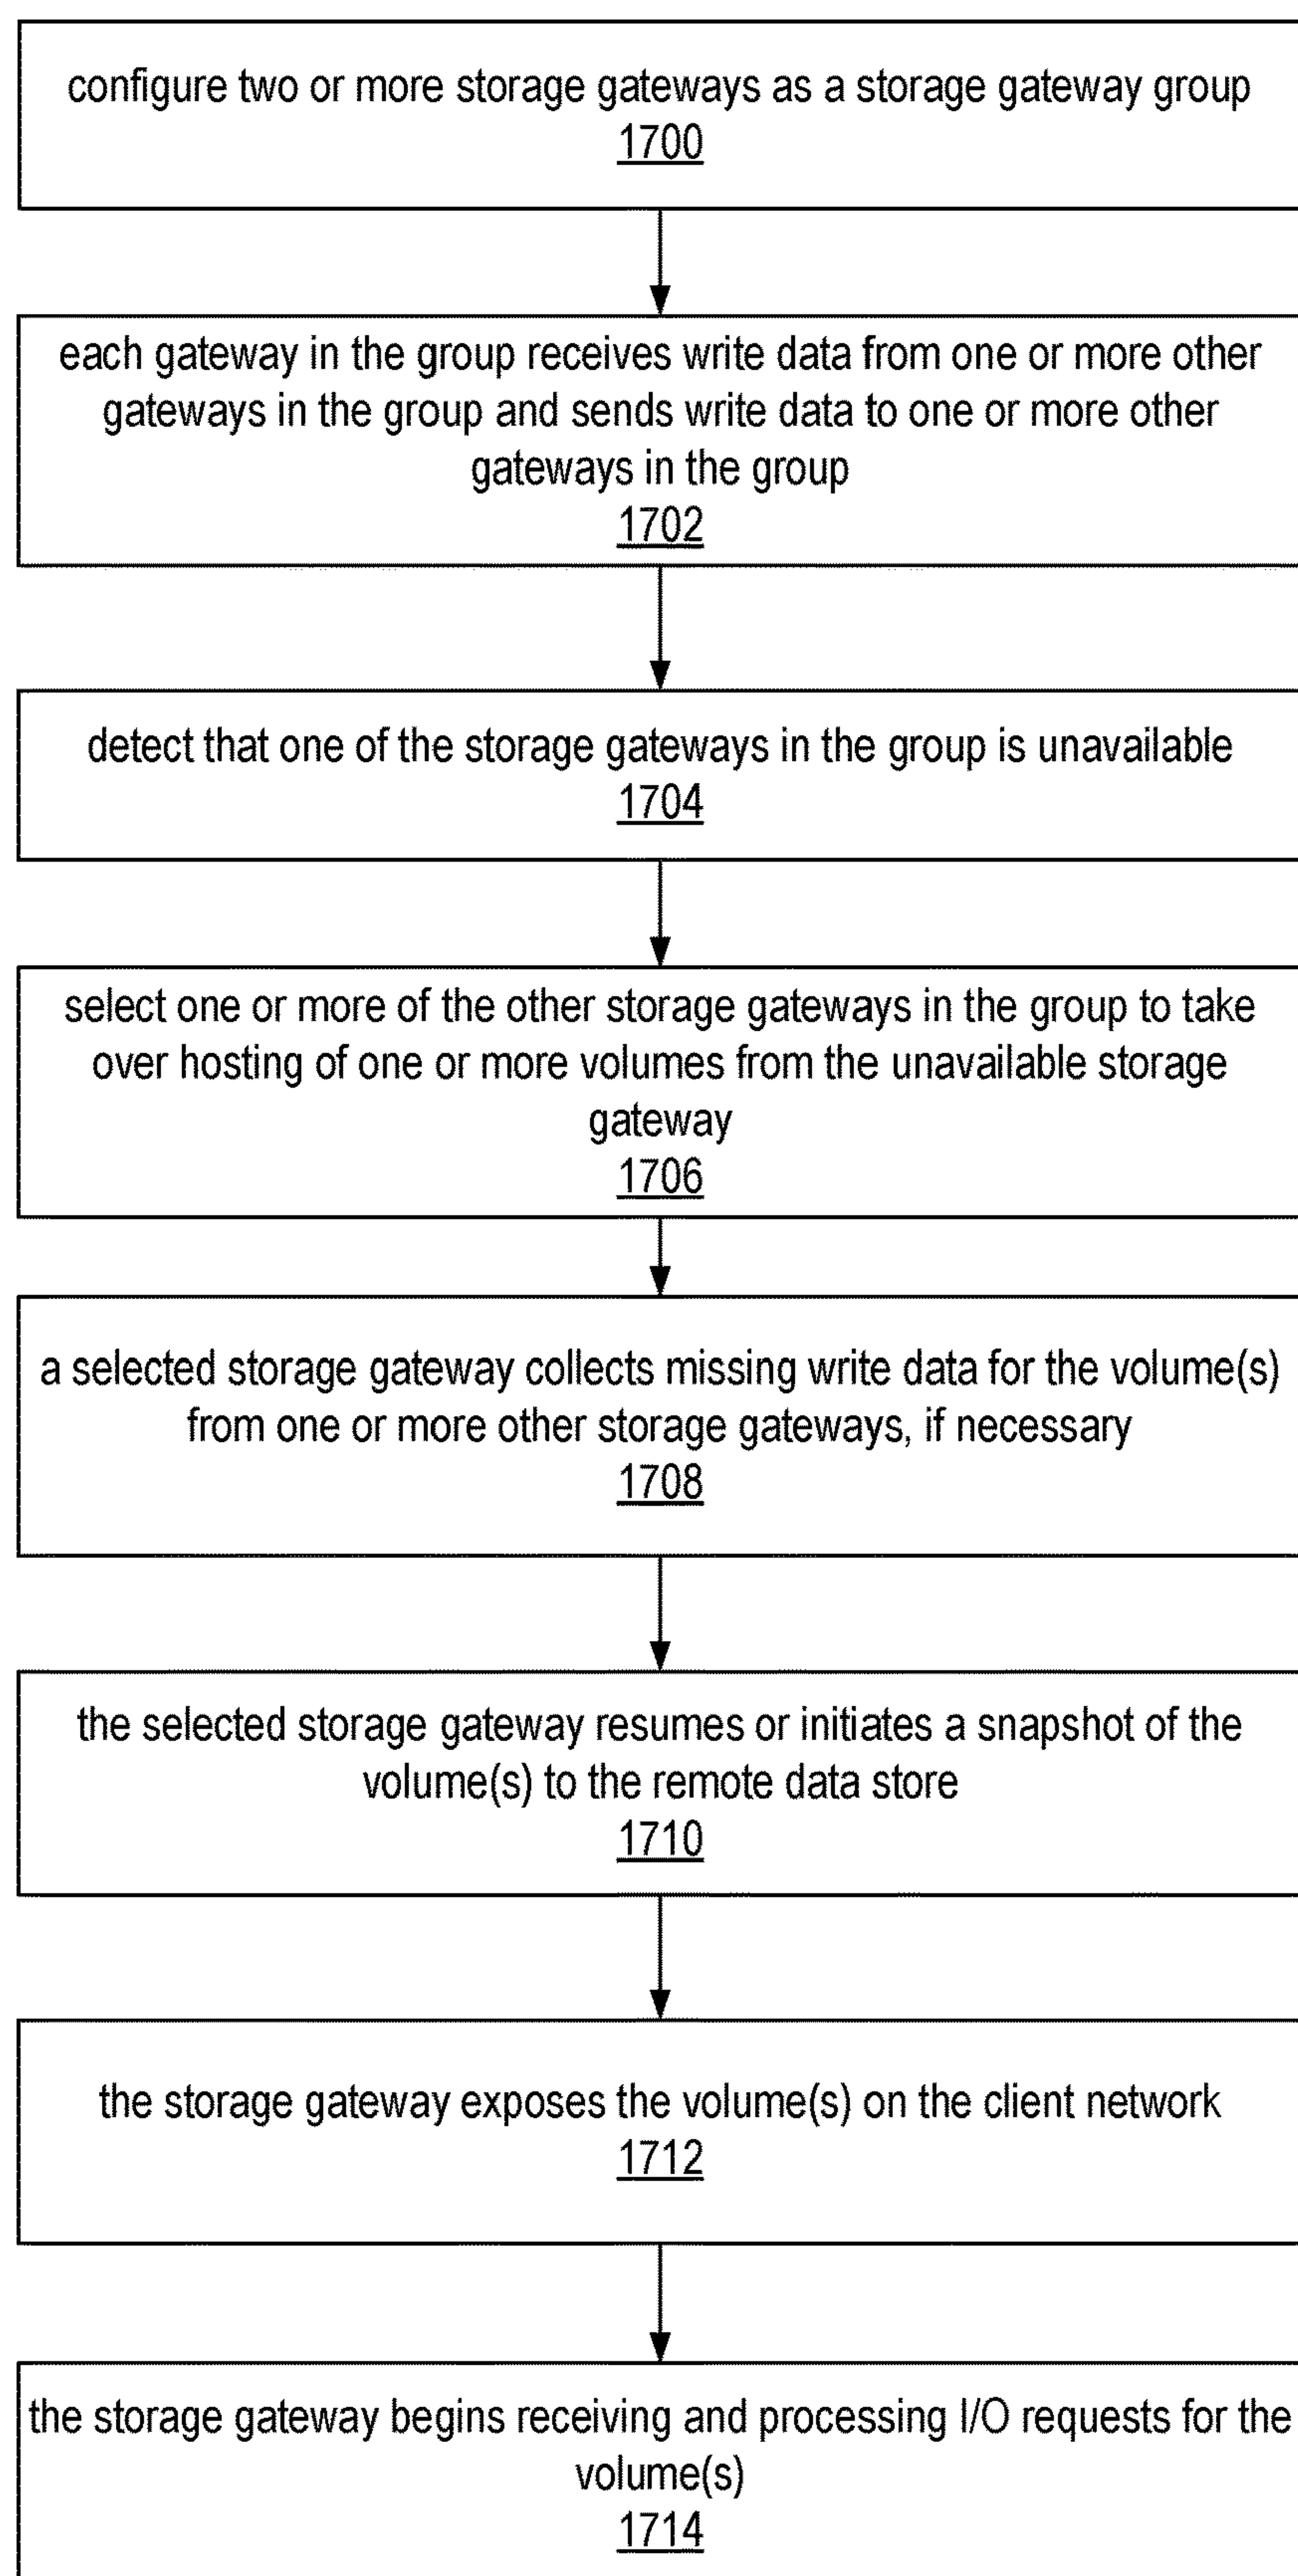 configure two or more storage gateways as a storage gateway group
1700
each gateway in the group receives write data from one or more other
gateways in the group and sends write data to one or more other
gateways in the group
1702
detect that one of the storage gateways in the group is unavailable
1704
select one or more of the other storage gateways in the group to take
over hosting of one or more volumes from the unavailable storage
gateway
1706
a selected storage gateway collects missing write data for the volume(s)
from one or more other storage gateways, if necessary
1708
the selected storage gateway resumes or initiates a snapshot of the
volume(s) to the remote data store
1710
the storage gateway exposes the volume(s) on the client network
1712
the storage gateway begins receiving and processing I/O requests for the
volume(s)
1714